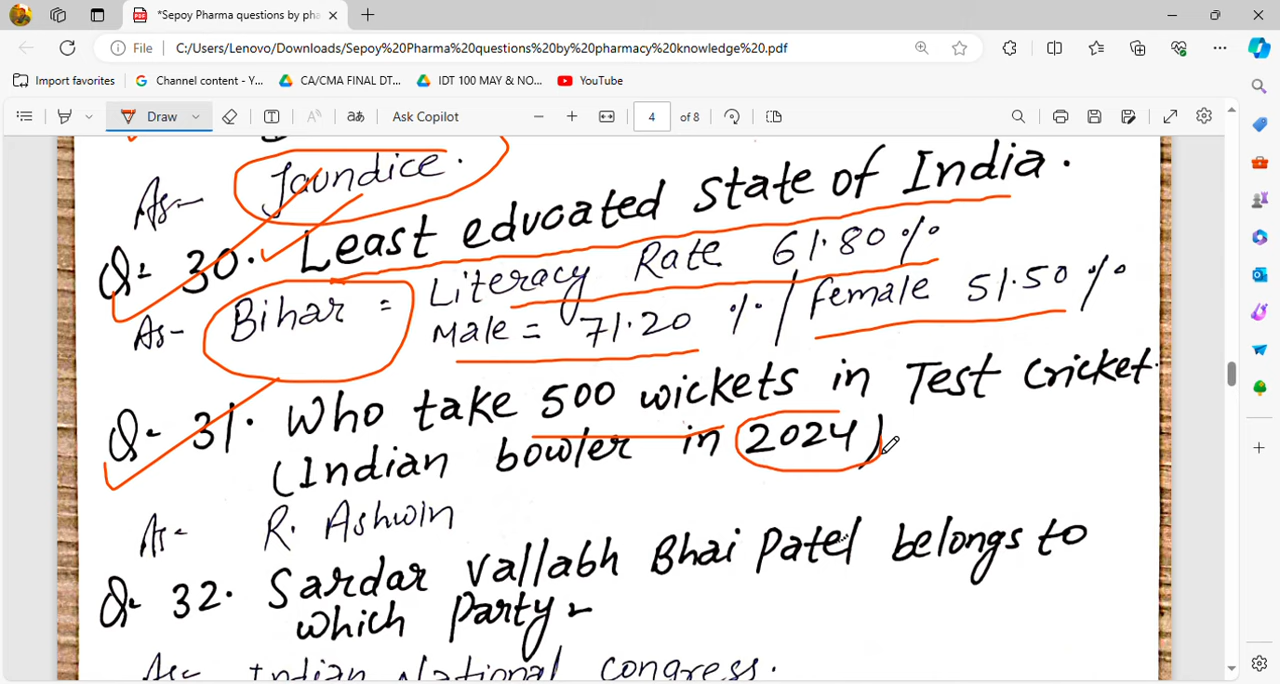 *Sepoy Pharma questions by pha
File C:/Users/Lenovo/Downloads/Sepoy%20Pharma%20questions%20by%20pharmacy%20knowledge%20.pdf
Import favorites Channel content - Y... CA/CMA FINAL DT... IDT 100 MAY & NO... YouTube
Draw Ask Copilot 4 of 8
As- Jaundice.
Q- 30. Least educated State of India.
As- Bihar = Literacy Rate 61.80%
Male = 71.20 % / female 51.50%
Q- 31. Who take 500 wickets in Test Cricket.
(Indian bowler in 2024)
As- R. Ashwin
Q- 32. Sardar Vallabh Bhai Patel belongs to
which Party-
As- Indian National Congress.